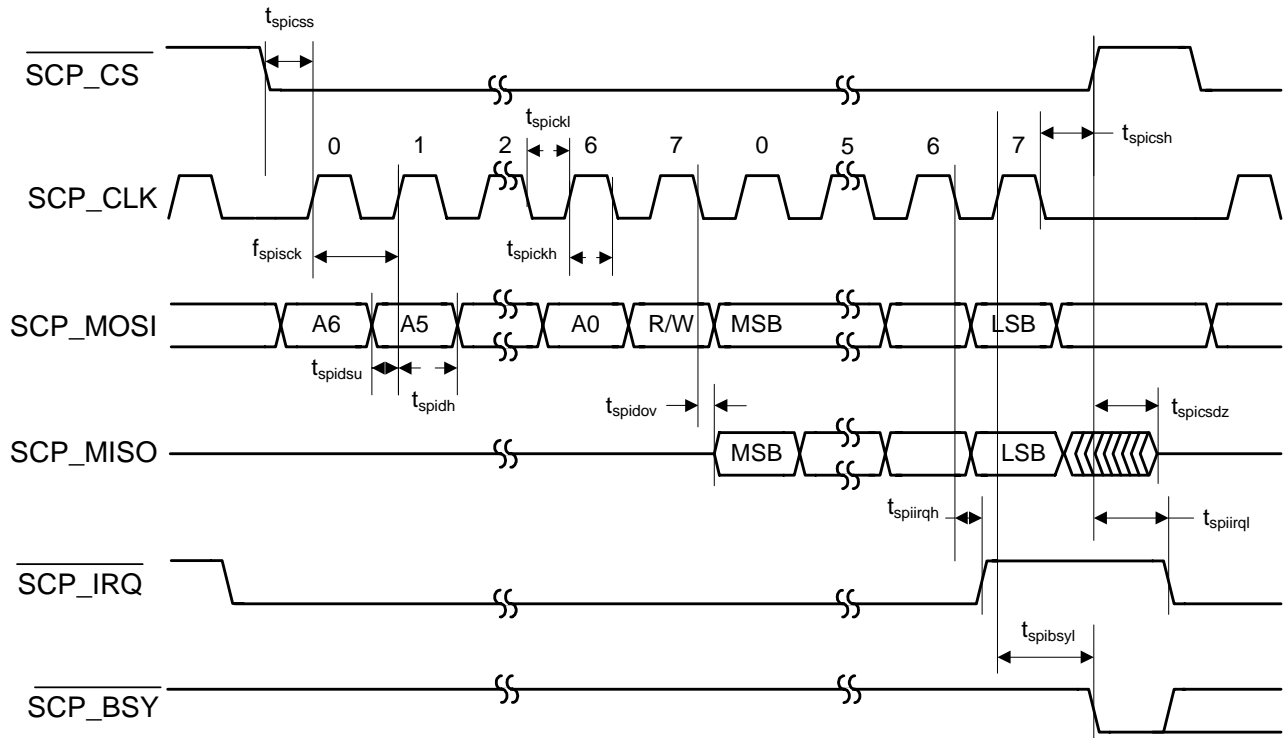 t_spicss
SCP_CS
t_spickl
t_spicsh
0 1 2 6 7 0 5 6 7
SCP_CLK
f_spisck
t_spickh
SCP_MOSI
A6 A5 A0 R/W MSB LSB
t_spidsu
t_spidh
t_spidov
t_spicsdz
SCP_MISO
MSB LSB
t_spiirqh
t_spiirql
SCP_IRQ
t_spibsyl
SCP_BSY